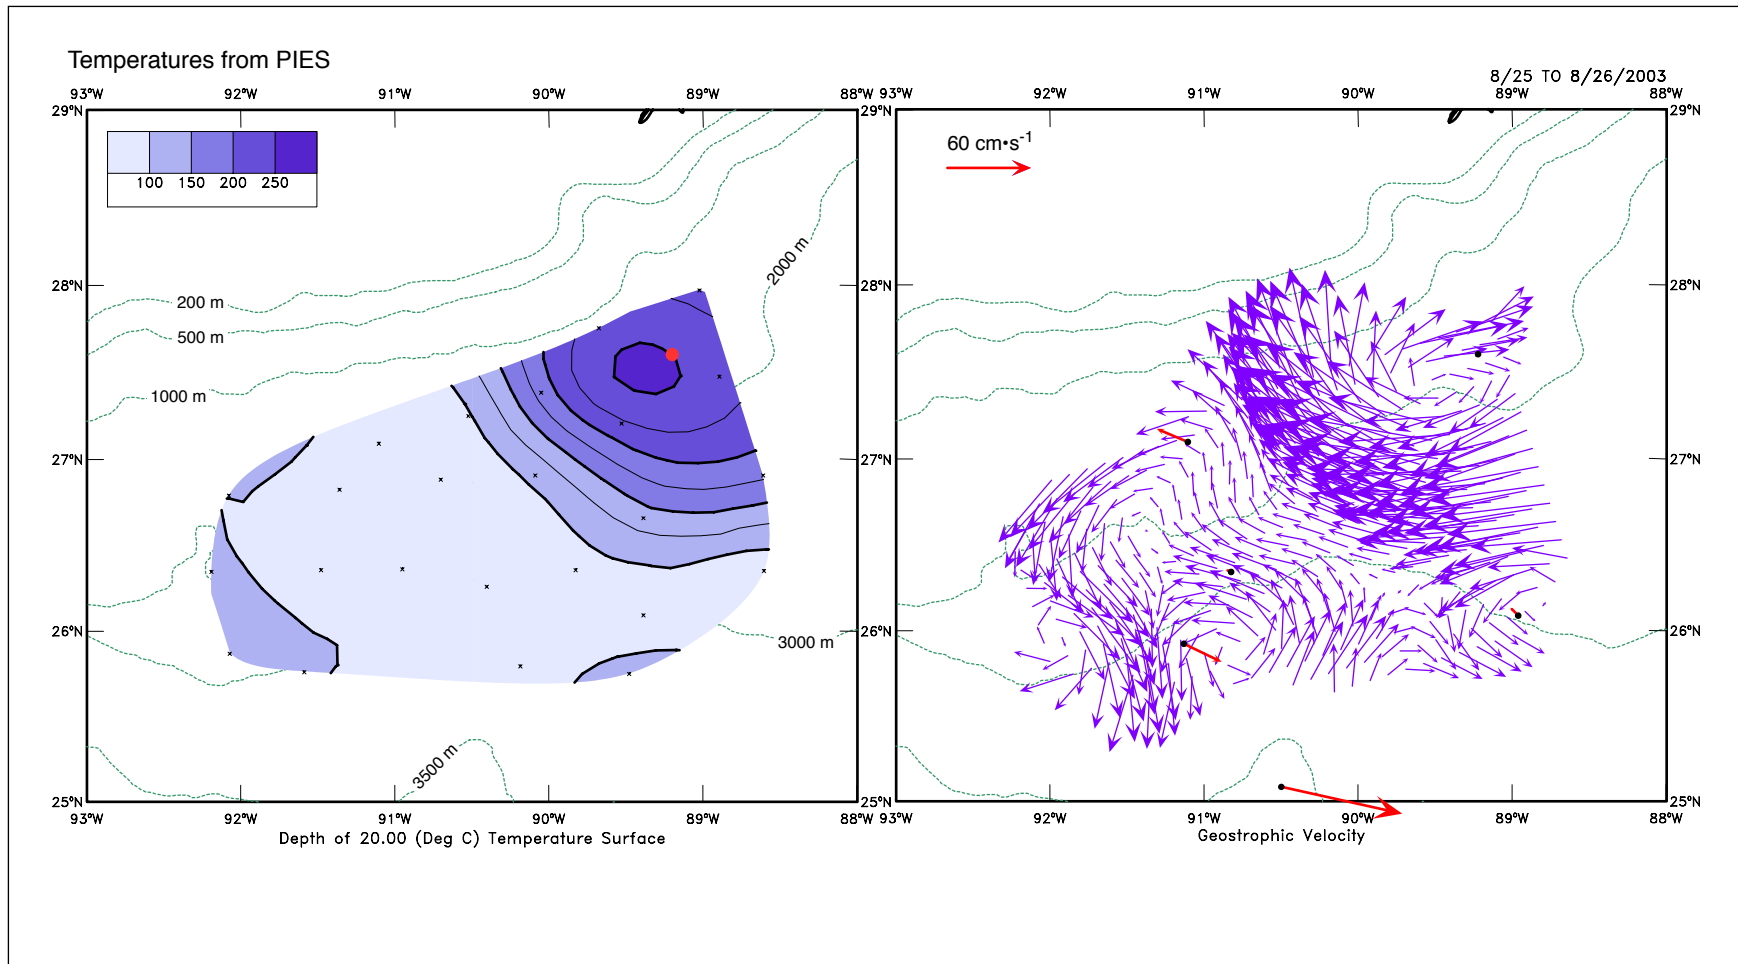 Temperatures from PIES
8/25 TO 8/26/2003
93°W 92°W 91°W 90°W 89°W 88°W 93°W 92°W 91°W 90°W 89°W 88°W
29°N 29°N 29°N
100 150 200 250
60 cm•s-1
2000 m
28°N 28°N 28°N
200 m
500 m
1000 m
27°N 27°N 27°N
26°N 26°N 26°N
3000 m
3500 m
25°N 25°N 25°N
93°W 92°W 91°W 90°W 89°W 88°W 93°W 92°W 91°W 90°W 89°W 88°W
Depth of 20.00 (Deg C) Temperature Surface
Geostrophic Velocity